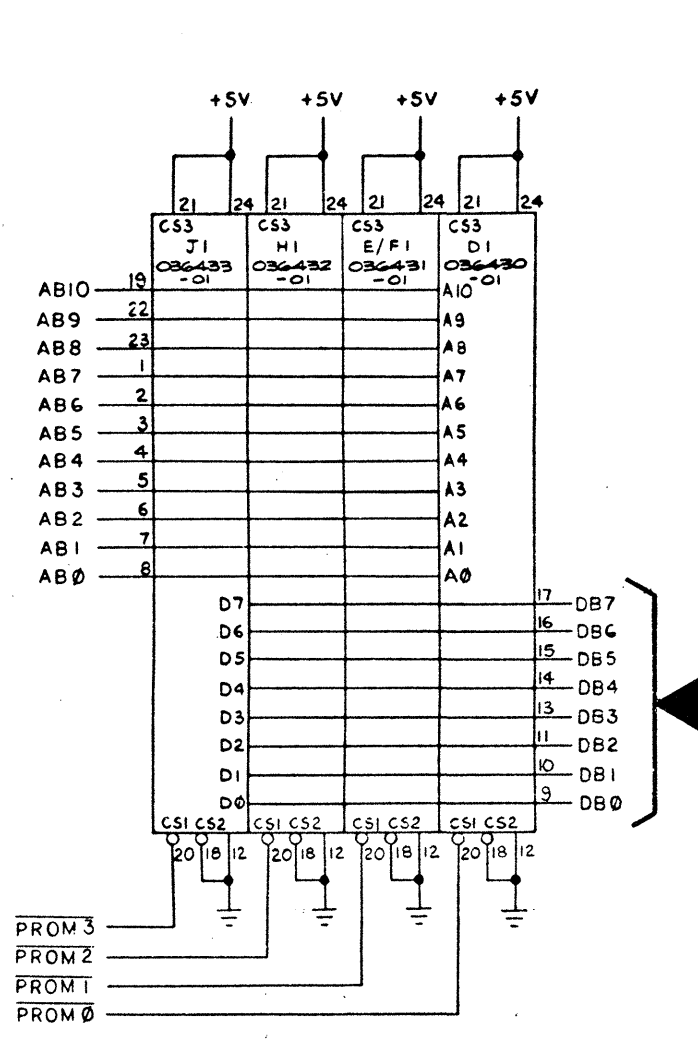 +5V +5V +5V +5V
21 24 21 24 21 24 21 24
CS3 CS3 CS3 CS3
J1 H1 E/F1 D1
036433 036432 036431 036430
-01 -01 -01 -01
AB10 19 A10
AB9 22 A9
AB8 23 A8
AB7 1 A7
AB6 2 A6
AB5 3 A5
AB4 4 A4
AB3 5 A3
AB2 6 A2
AB1 7 A1
ABØ 8 AØ
D7 17 DB7
D6 16 DB6
D5 15 DB5
D4 14 DB4
D3 13 DB3
D2 11 DB2
D1 10 DB1
DØ 9 DBØ
CS1 CS2 CS1 CS2 CS1 CS2 CS1 CS2
20 18 12 20 18 12 20 18 12 20 18 12
PROM 3
PROM 2
PROM 1
PROM Ø